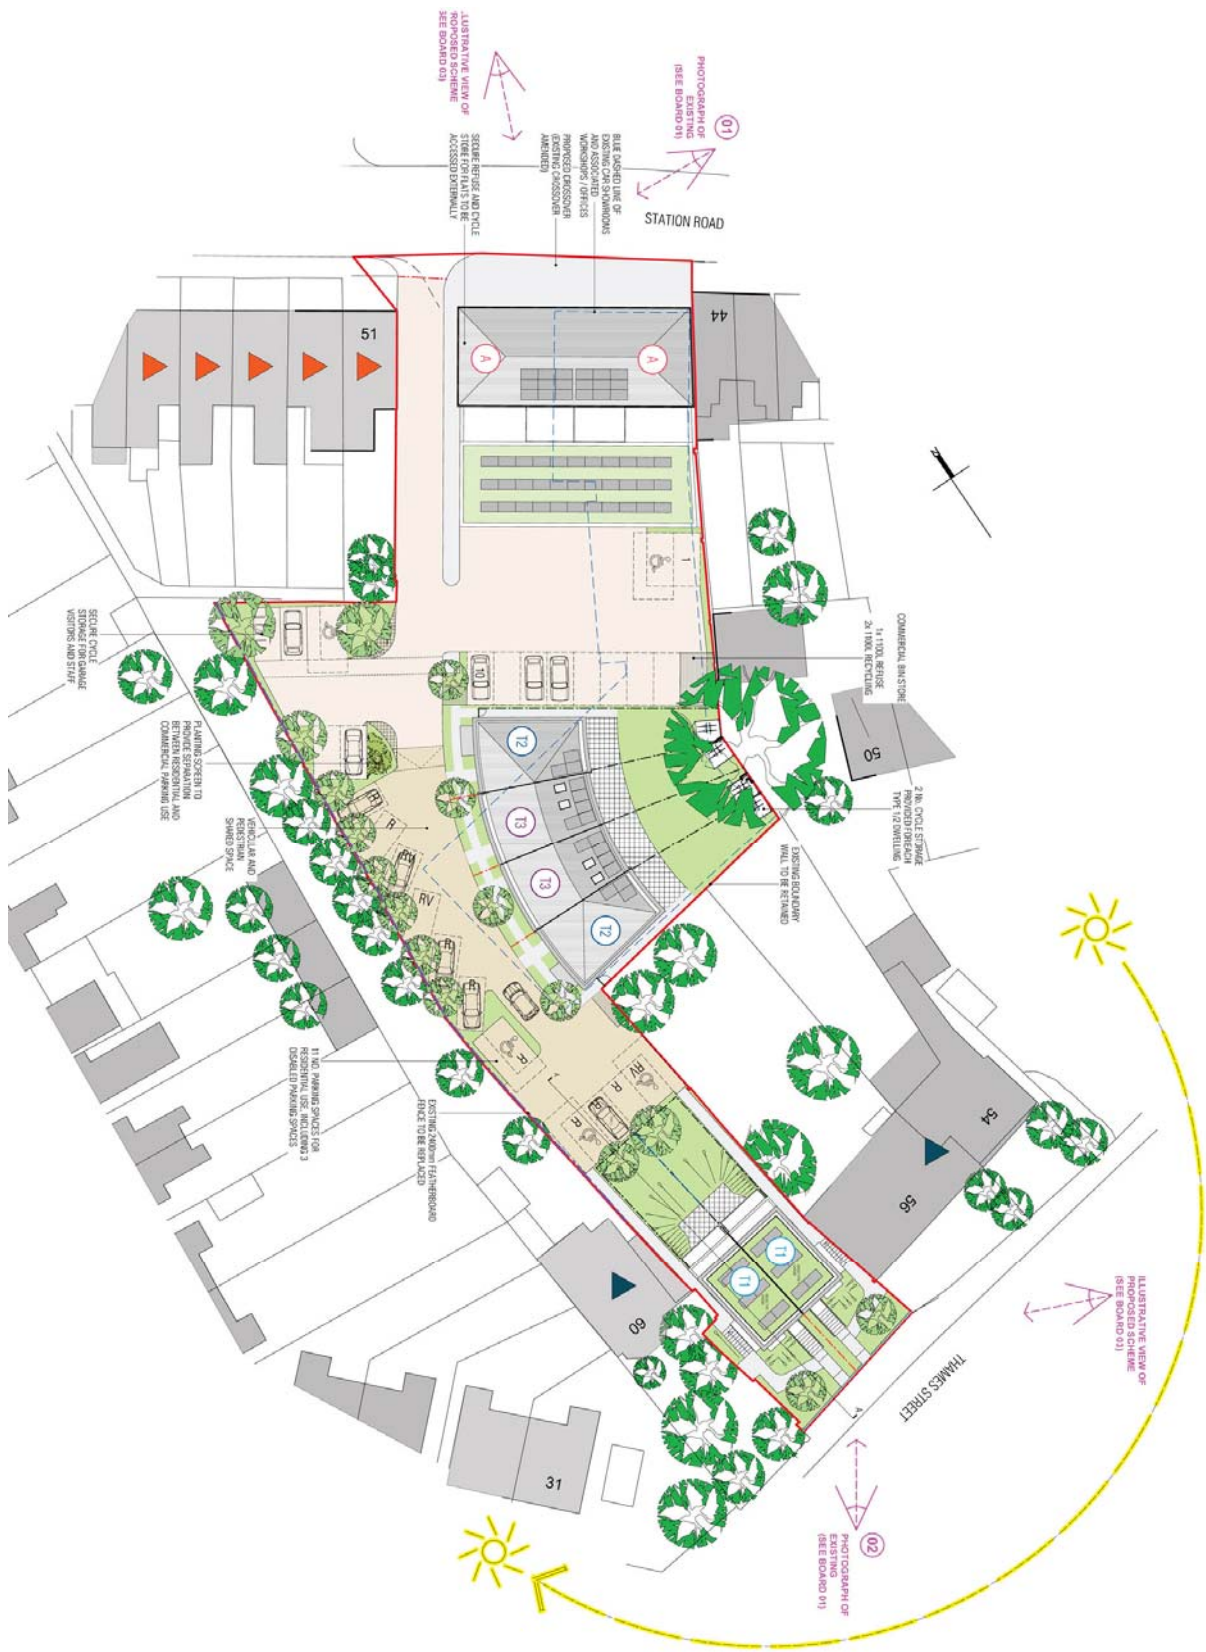 ILLUSTRATIVE VIEW OF
PROPOSED SCHEME
(SEE BOARD 03)
PHOTOGRAPH OF
EXISTING
(SEE BOARD 01)
01
BLUE DASHED LINE OF
EXISTING CAR SHOWROOMS
AND ASSOCIATED
WORKSHOPS / OFFICES
PROPOSED CROSSOVER
(EXISTING CROSSOVER
AMENDED)
SECURE REFUSE AND CYCLE
STORE FOR FLATS TO BE
ACCESSED EXTERNALLY
STATION ROAD
51
44
A
A
N
1
COMMERCIAL BIN STORE
1x 1100L REFUSE
2x 1100L RECYCLING
50
2 No. CYCLE STORAGE
PROVIDED FOR EACH
TYPE 1/2 DWELLING
SECURE CYCLE
STORAGE FOR GARAGE
VISITORS AND STAFF
10
T2
T3
T3
T2
PLANTING SCREEN TO
PROVIDE SEPARATION
BETWEEN RESIDENTIAL AND
COMMERCIAL PARKING USE
VEHICULAR AND
PEDESTRIAN
SHARED SPACE
EXISTING BOUNDARY
WALL TO BE RETAINED
R
R
RV
RV
R
R
R
RV
R
R
R
11 NO. PARKING SPACES FOR
RESIDENTIAL USE, INCLUDING 3
DISABLED PARKING SPACES
EXISTING 2400mm FEATHERBOARD
FENCE TO BE REPLACED
54
56
T1
T1
60
31
A
THAMES STREET
ILLUSTRATIVE VIEW OF
PROPOSED SCHEME
(SEE BOARD 03)
02
PHOTOGRAPH OF
EXISTING
(SEE BOARD 01)